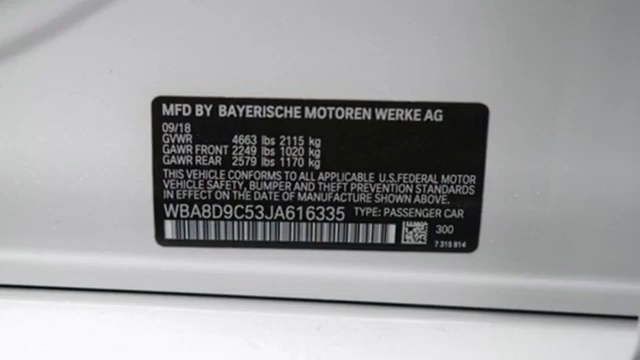 MFD BY BAYERISCHE MOTOREN WERKE AG
09/18
GVWR 4663 lbs 2115 kg
GAWR FRONT 2249 lbs 1020 kg
GAWR REAR 2579 lbs 1170 kg
THIS VEHICLE CONFORMS TO ALL APPLICABLE U.S.FEDERAL MOTOR
VEHICLE SAFETY, BUMPER AND THEFT PREVENTION STANDARDS
IN EFFECT ON THE DATE OF MANUFACTURE SHOWN ABOVE.
WBA8D9C53JA616335 TYPE: PASSENGER CAR
300
7 315 914